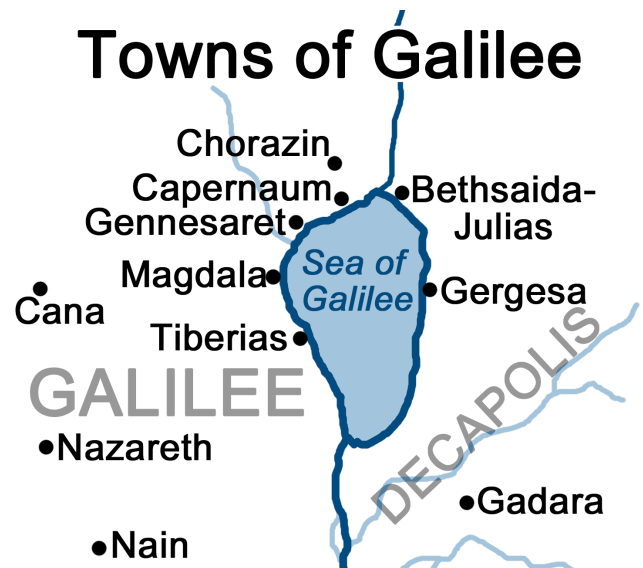 Towns of Galilee
Chorazin
Capernaum
Bethsaida-
Julias
Gennesaret
Sea of
Galilee
Magdala
Gergesa
Cana
Tiberias
GALILEE
DECAPOLIS
Nazareth
Gadara
Nain